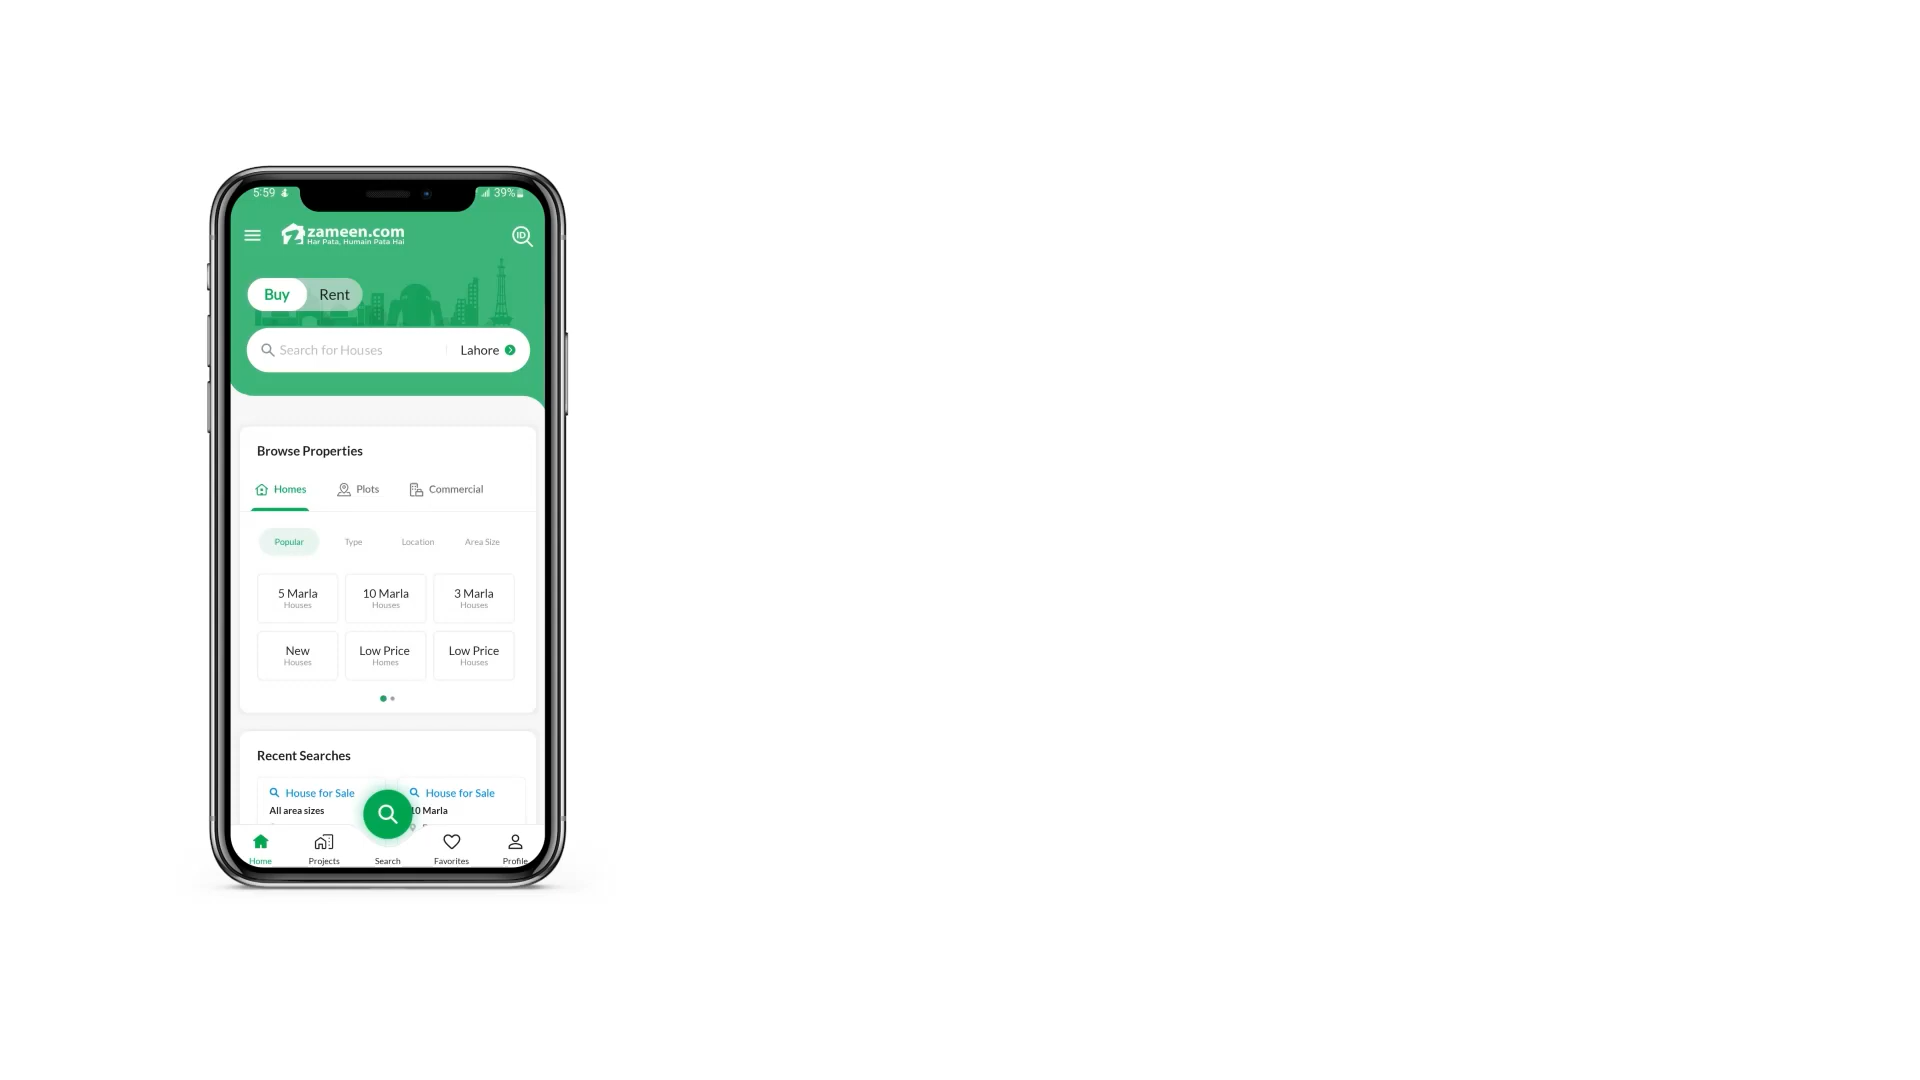 5:59
39%
zameen.com
Har Pata, Humain Pata Hai
ID
Buy Rent
Search for Houses
Lahore
Browse Properties
Homes Plots Commercial
Popular Type Location Area Size
5 Marla 10 Marla 3 Marla
Houses Houses Houses
New Low Price Low Price
Houses Homes Houses
Recent Searches
House for Sale House for Sale
All area sizes 10 Marla
Home Projects Search Favorites Profile